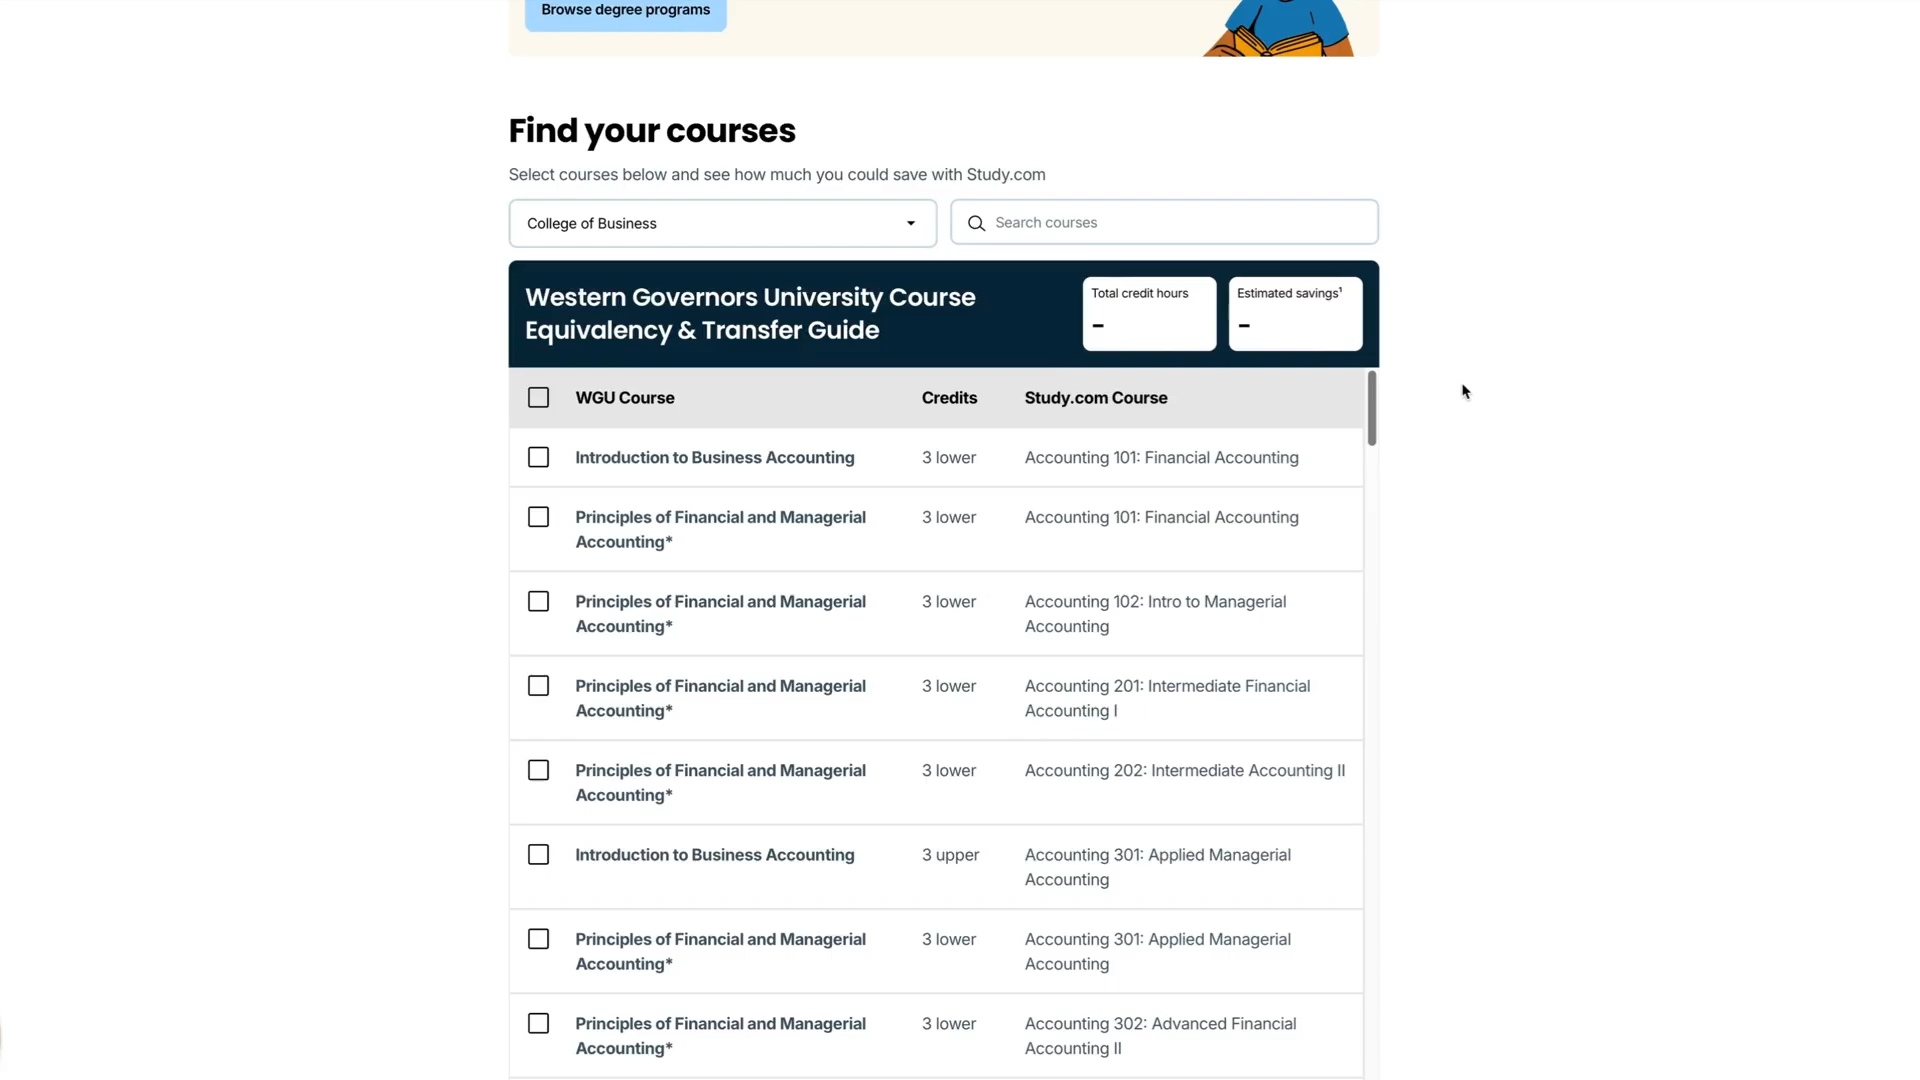 Browse degree programs
Find your courses
Select courses below and see how much you could save with Study.com
College of Business
Search courses
Western Governors University Course
Equivalency & Transfer Guide
Total credit hours
–
Estimated savings¹
–
WGU Course Credits Study.com Course
Introduction to Business Accounting 3 lower Accounting 101: Financial Accounting
Principles of Financial and Managerial 3 lower Accounting 101: Financial Accounting
Accounting*
Principles of Financial and Managerial 3 lower Accounting 102: Intro to Managerial
Accounting* Accounting
Principles of Financial and Managerial 3 lower Accounting 201: Intermediate Financial
Accounting* Accounting I
Principles of Financial and Managerial 3 lower Accounting 202: Intermediate Accounting II
Accounting*
Introduction to Business Accounting 3 upper Accounting 301: Applied Managerial
Accounting
Principles of Financial and Managerial 3 lower Accounting 301: Applied Managerial
Accounting* Accounting
Principles of Financial and Managerial 3 lower Accounting 302: Advanced Financial
Accounting* Accounting II